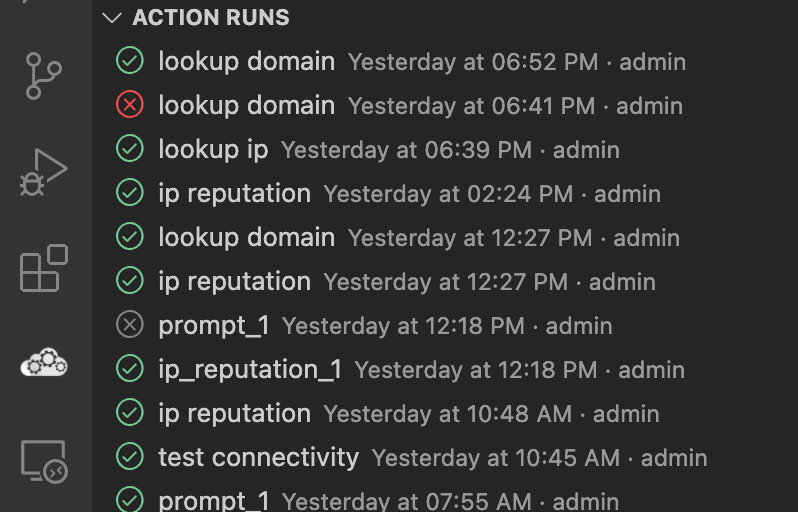 ACTION RUNS
lookup domain Yesterday at 06:52 PM · admin
lookup domain Yesterday at 06:41 PM · admin
lookup ip Yesterday at 06:39 PM · admin
ip reputation Yesterday at 02:24 PM · admin
lookup domain Yesterday at 12:27 PM · admin
ip reputation Yesterday at 12:27 PM · admin
prompt_1 Yesterday at 12:18 PM · admin
ip_reputation_1 Yesterday at 12:18 PM · admin
ip reputation Yesterday at 10:48 AM · admin
test connectivity Yesterday at 10:45 AM · admin
prompt_1 Yesterday at 07:55 AM · admin